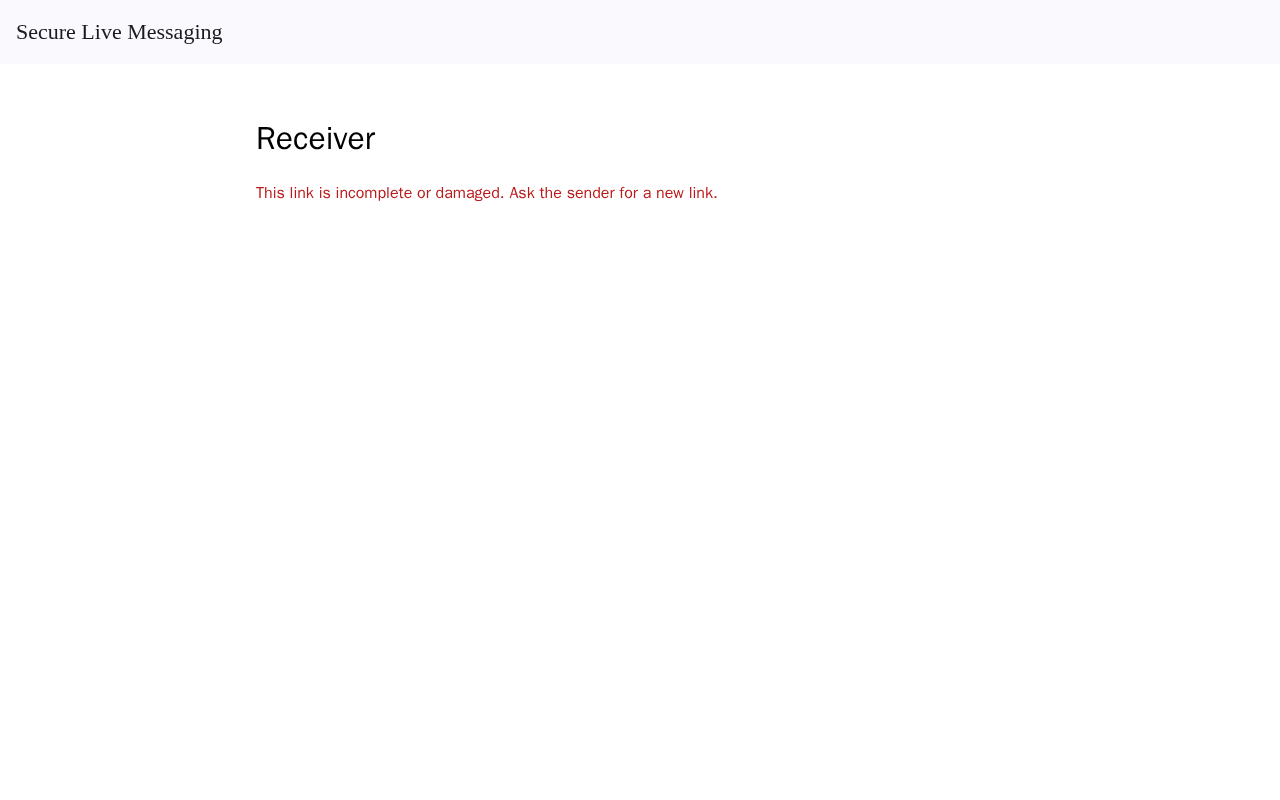 Secure Live Messaging
Receiver
This link is incomplete or damaged. Ask the sender for a new link.